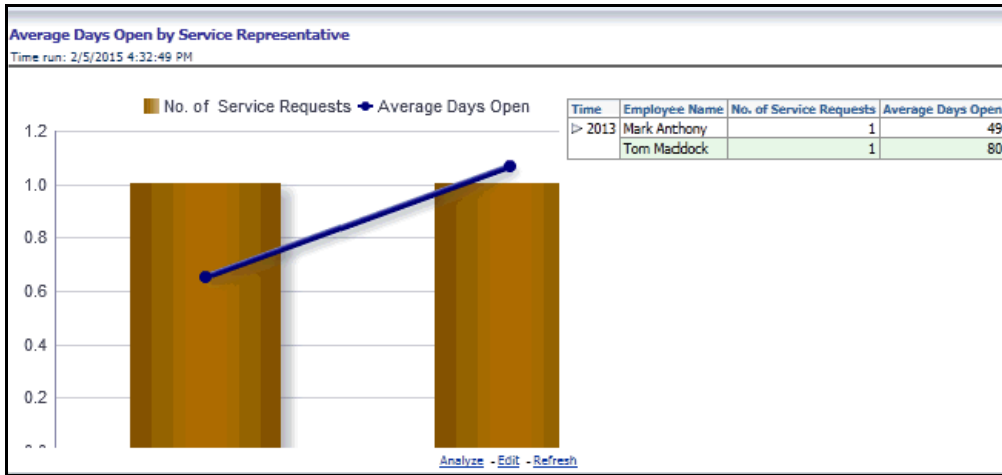 Average Days Open by Service Representative
Time run: 2/5/2015 4:32:49 PM
No. of Service Requests Average Days Open
1.2
1.0
0.8
0.6
0.4
0.2
Time Employee Name No. of Service Requests Average Days Open
2013 Mark Anthony 1 49
Tom Maddock 1 80
Analyze - Edit - Refresh